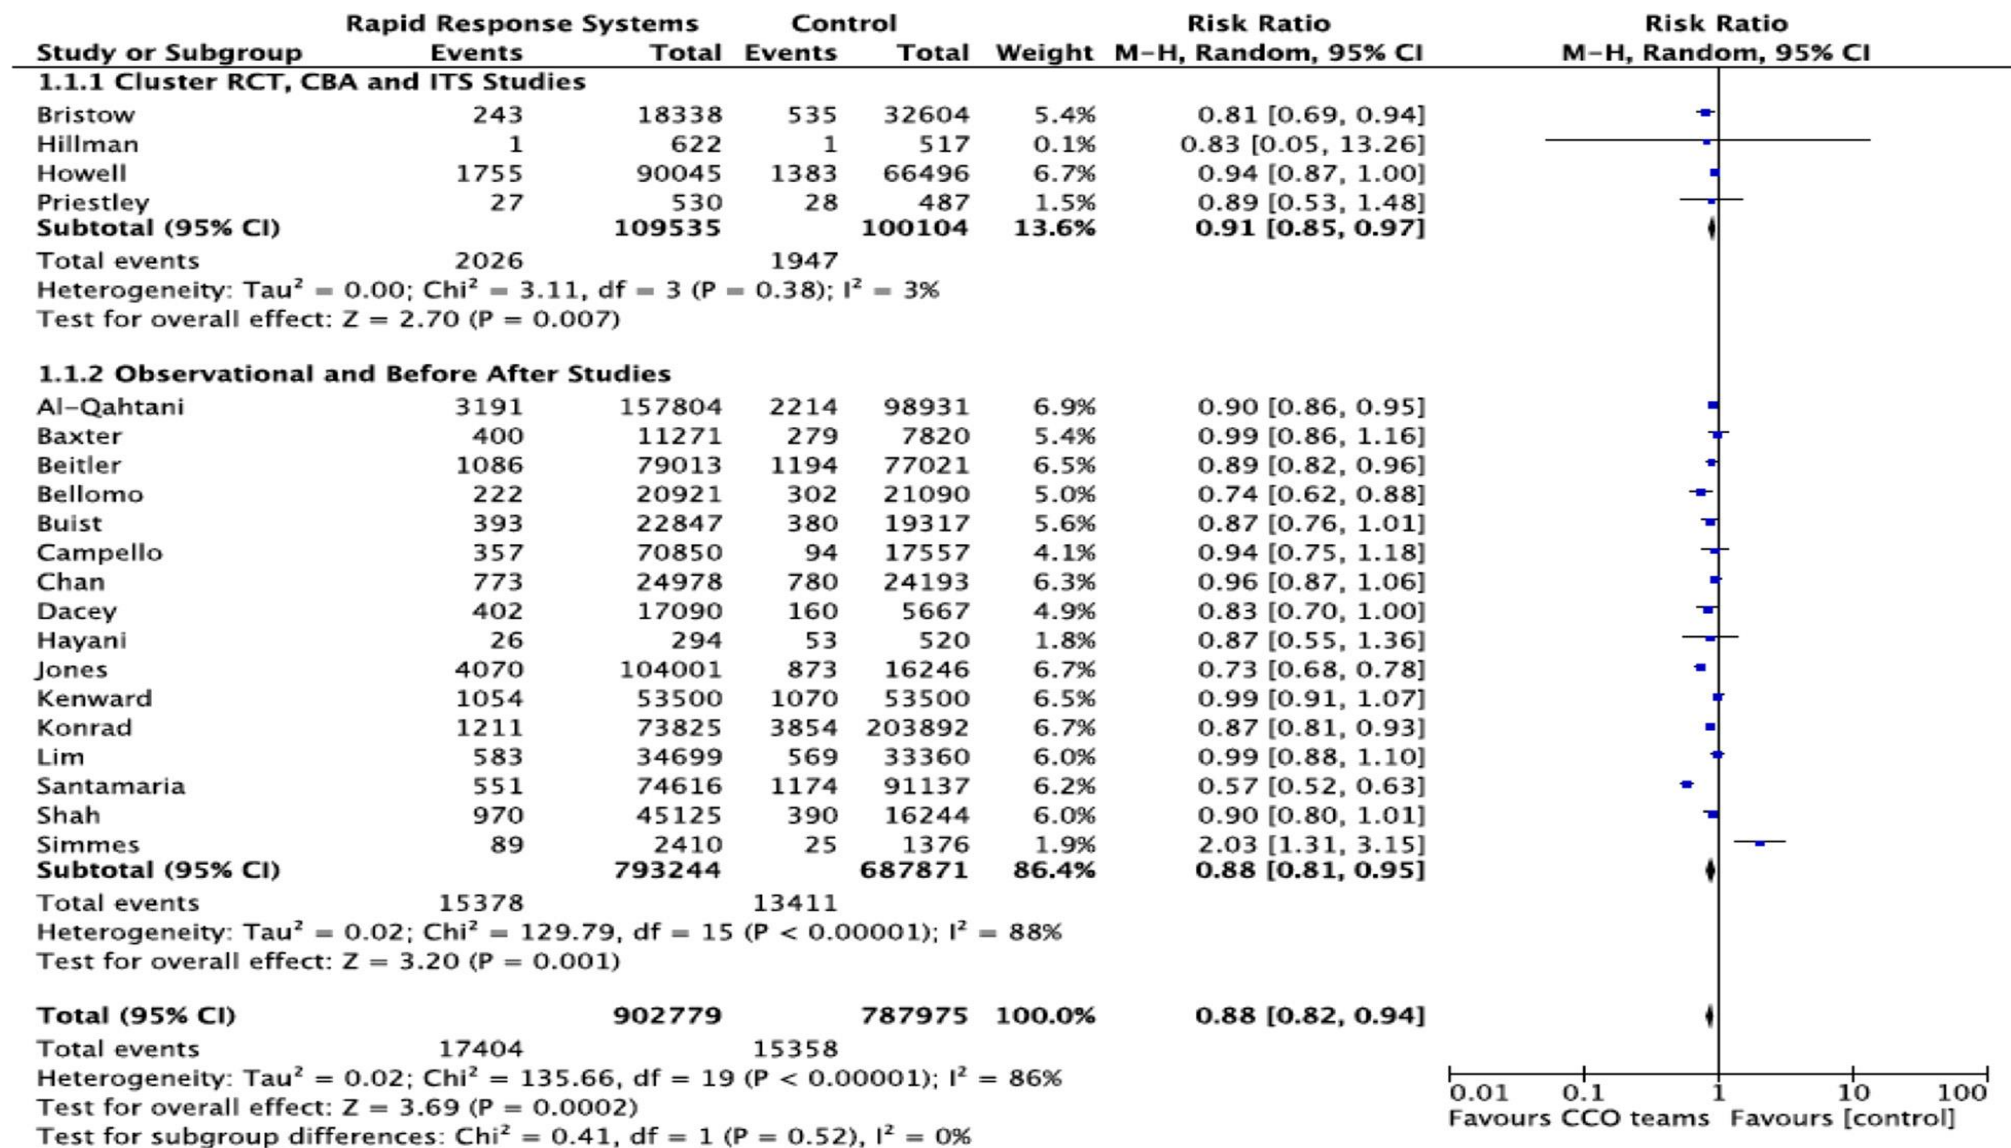 Rapid Response Systems Control Risk Ratio Risk Ratio
Study or Subgroup Events Total Events Total Weight M-H, Random, 95% CI M-H, Random, 95% CI
1.1.1 Cluster RCT, CBA and ITS Studies
Bristow 243 18338 535 32604 5.4% 0.81 [0.69, 0.94]
Hillman 1 622 1 517 0.1% 0.83 [0.05, 13.26]
Howell 1755 90045 1383 66496 6.7% 0.94 [0.87, 1.00]
Priestley 27 530 28 487 1.5% 0.89 [0.53, 1.48]
Subtotal (95% CI) 109535 100104 13.6% 0.91 [0.85, 0.97]
Total events 2026 1947
Heterogeneity: Tau² = 0.00; Chi² = 3.11, df = 3 (P = 0.38); I² = 3%
Test for overall effect: Z = 2.70 (P = 0.007)
1.1.2 Observational and Before After Studies
Al-Qahtani 3191 157804 2214 98931 6.9% 0.90 [0.86, 0.95]
Baxter 400 11271 279 7820 5.4% 0.99 [0.86, 1.16]
Beitler 1086 79013 1194 77021 6.5% 0.89 [0.82, 0.96]
Bellomo 222 20921 302 21090 5.0% 0.74 [0.62, 0.88]
Buist 393 22847 380 19317 5.6% 0.87 [0.76, 1.01]
Campello 357 70850 94 17557 4.1% 0.94 [0.75, 1.18]
Chan 773 24978 780 24193 6.3% 0.96 [0.87, 1.06]
Dacey 402 17090 160 5667 4.9% 0.83 [0.70, 1.00]
Hayani 26 294 53 520 1.8% 0.87 [0.55, 1.36]
Jones 4070 104001 873 16246 6.7% 0.73 [0.68, 0.78]
Kenward 1054 53500 1070 53500 6.5% 0.99 [0.91, 1.07]
Konrad 1211 73825 3854 203892 6.7% 0.87 [0.81, 0.93]
Lim 583 34699 569 33360 6.0% 0.99 [0.88, 1.10]
Santamaria 551 74616 1174 91137 6.2% 0.57 [0.52, 0.63]
Shah 970 45125 390 16244 6.0% 0.90 [0.80, 1.01]
Simmes 89 2410 25 1376 1.9% 2.03 [1.31, 3.15]
Subtotal (95% CI) 793244 687871 86.4% 0.88 [0.81, 0.95]
Total events 15378 13411
Heterogeneity: Tau² = 0.02; Chi² = 129.79, df = 15 (P < 0.00001); I² = 88%
Test for overall effect: Z = 3.20 (P = 0.001)
Total (95% CI) 902779 787975 100.0% 0.88 [0.82, 0.94]
Total events 17404 15358
Heterogeneity: Tau² = 0.02; Chi² = 135.66, df = 19 (P < 0.00001); I² = 86%
Test for overall effect: Z = 3.69 (P = 0.0002)
Test for subgroup differences: Chi² = 0.41, df = 1 (P = 0.52), I² = 0%
0.01 0.1 1 10 100
Favours CCO teams Favours [control]